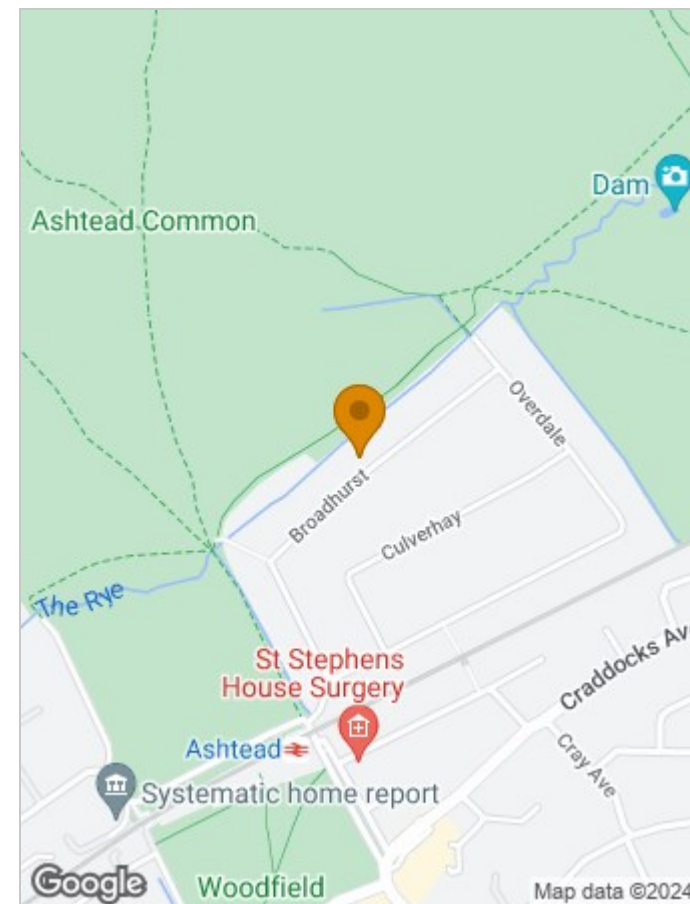 Dam
Ashtead Common
Overdale
Broadhurst
Culverhay
The Rye
St Stephens
House Surgery
Craddocks Ave
Ashtead
Cray Ave
Systematic home report
Woodfield
Google
Map data ©2024